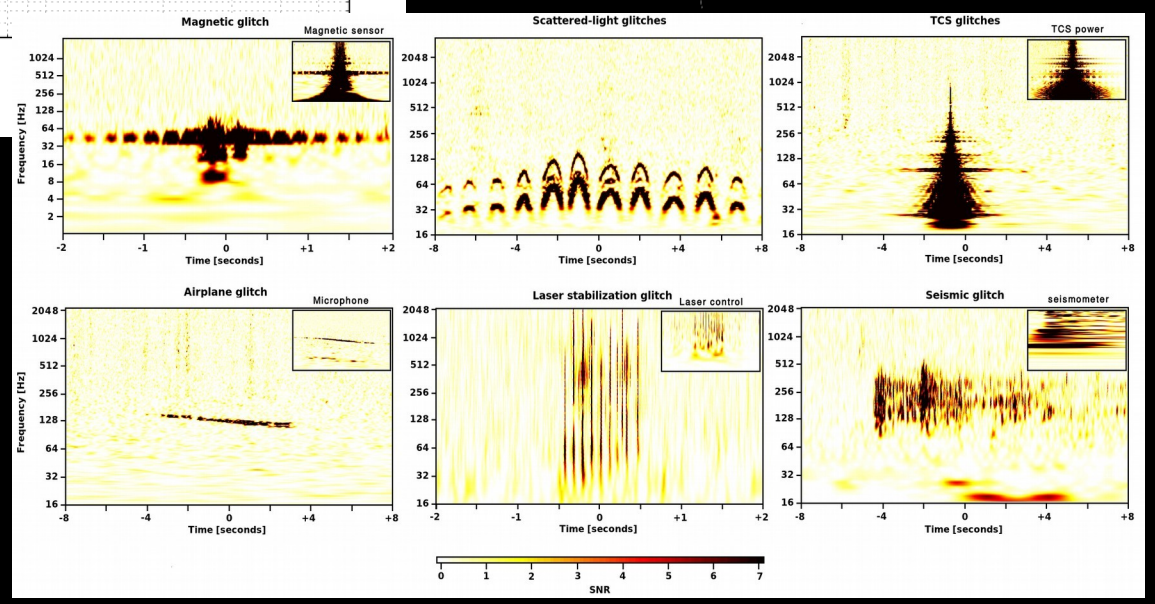 Magnetic glitch
Magnetic sensor
1024
512
256
128
64
32
16
8
4
2
Frequency [Hz]
-2 -1 0 +1 +2
Time [seconds]
Scattered-light glitches
2048
1024
512
256
128
64
32
16
-8 -4 0 +4 +8
Time [seconds]
TCS glitches
TCS power
2048
1024
512
256
128
64
32
16
-8 -4 0 +4 +8
Time [seconds]
Airplane glitch
Microphone
2048
1024
512
256
128
64
32
16
Frequency [Hz]
-8 -4 0 +4 +8
Time [seconds]
Laser stabilization glitch
Laser control
2048
1024
512
256
128
64
32
16
-2 -1 0 +1 +2
Time [seconds]
Seismic glitch
seismometer
2048
1024
512
256
128
64
32
16
-8 -4 0 +4 +8
Time [seconds]
0 1 2 3 4 5 6 7
SNR